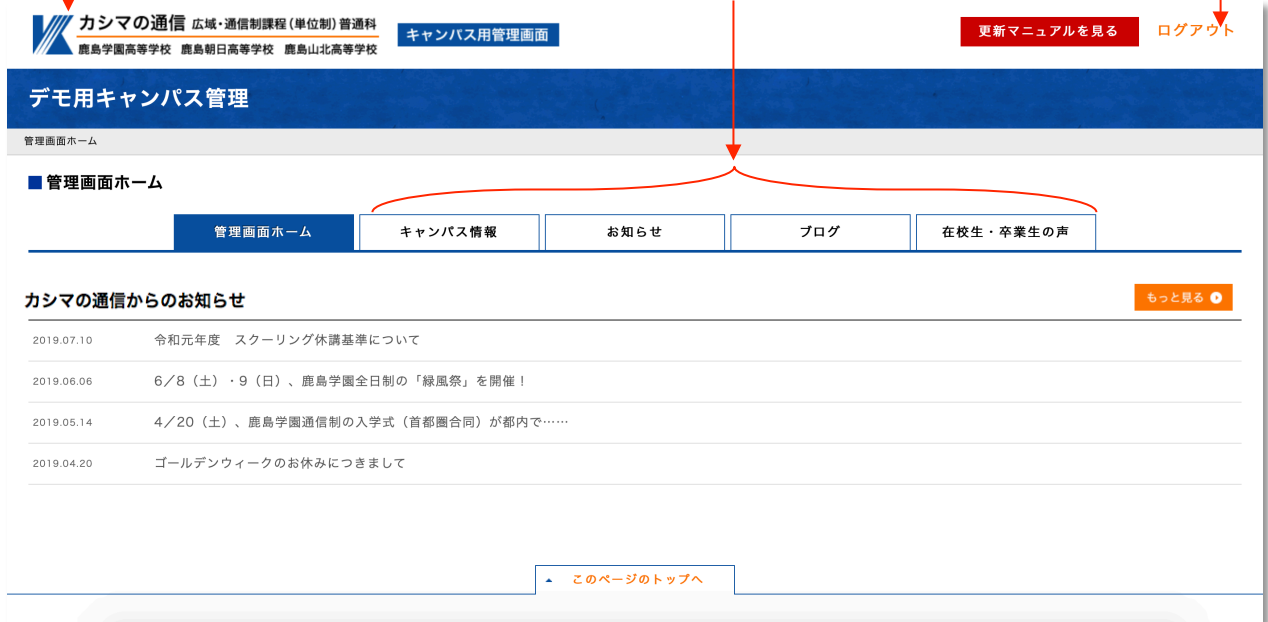 カシマの通信 広域・通信制課程(単位制)普通科
鹿島学園高等学校 鹿島朝日高等学校 鹿島山北高等学校
キャンパス用管理画面
更新マニュアルを見る
ログアウト
デモ用キャンパス管理
管理画面ホーム
■管理画面ホーム
管理画面ホーム キャンパス情報 お知らせ ブログ 在校生・卒業生の声
カシマの通信からのお知らせ
もっと見る
2019.07.10 令和元年度　スクーリング休講基準について
2019.06.06 6／8（土）・9（日）、鹿島学園全日制の「緑風祭」を開催！
2019.05.14 4／20（土）、鹿島学園通信制の入学式（首都圏合同）が都内で……
2019.04.20 ゴールデンウィークのお休みにつきまして
このページのトップへ